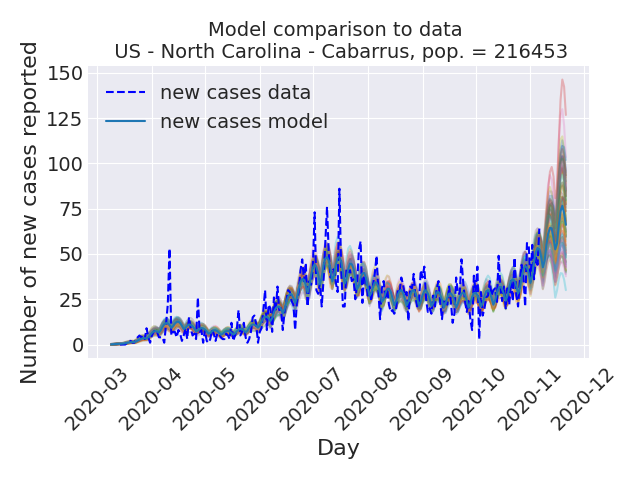 Model comparison to data
US - North Carolina - Cabarrus, pop. = 216453
Number of new cases reported
150
125
100
75
50
25
0
new cases data
new cases model
2020-03
2020-04
2020-05
2020-06
2020-07
2020-08
2020-09
2020-10
2020-11
2020-12
Day